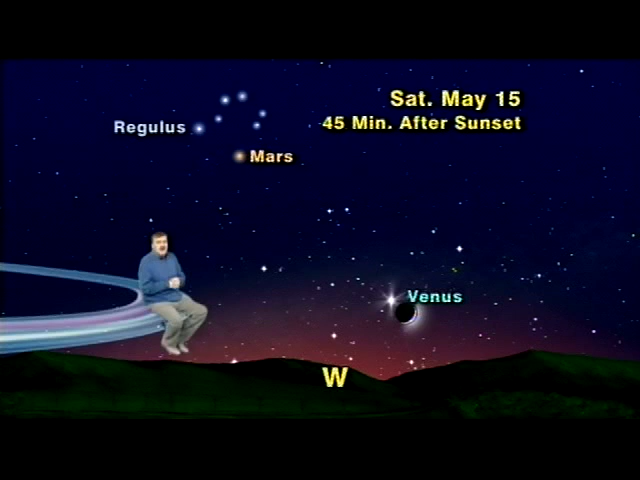 Sat. May 15
45 Min. After Sunset
Regulus
Mars
Venus
W